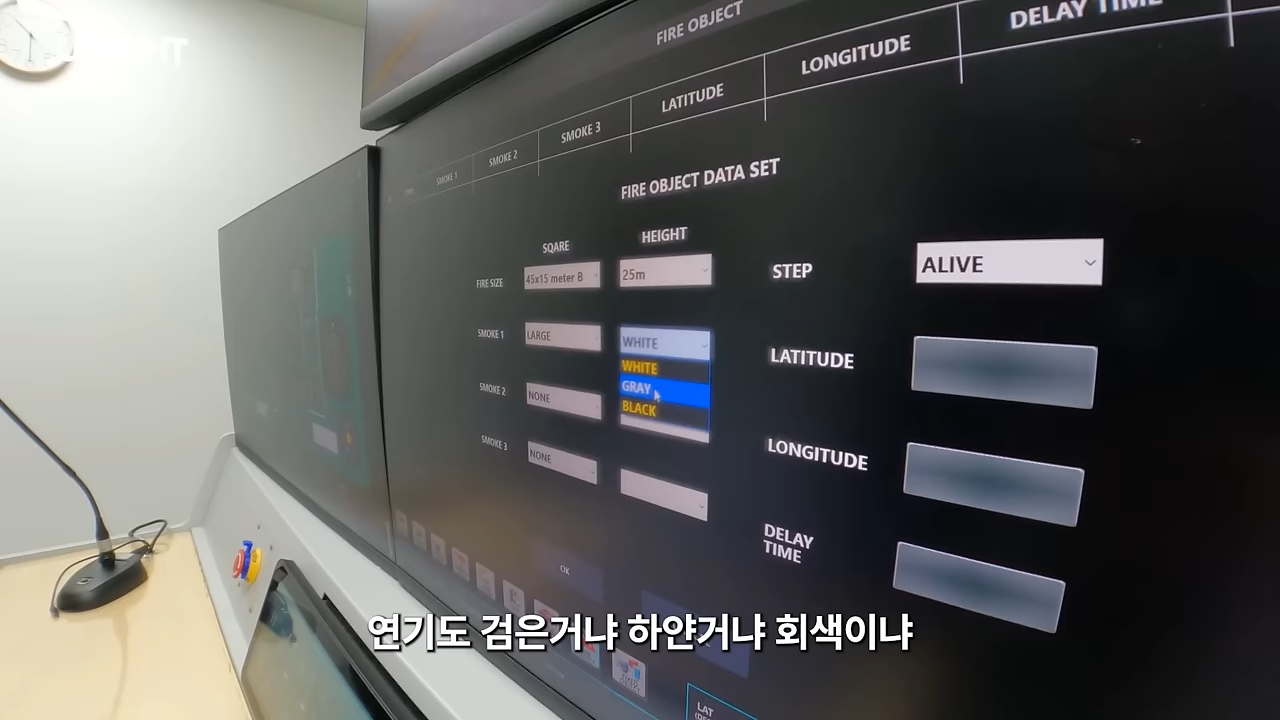 FIRE OBJECT
SMOKE 1
SMOKE 2
SMOKE 3
LATITUDE
LONGITUDE
DELAY TIME
FIRE OBJECT DATA SET
SQARE
HEIGHT
FIRE SIZE
45x15 meter B
25m
STEP
ALIVE
SMOKE 1
LARGE
WHITE
WHITE
GRAY
BLACK
LATITUDE
SMOKE 2
NONE
SMOKE 3
NONE
LONGITUDE
DELAY
TIME
OK
연기도 검은거냐 하얀거냐 회색이냐
LAT